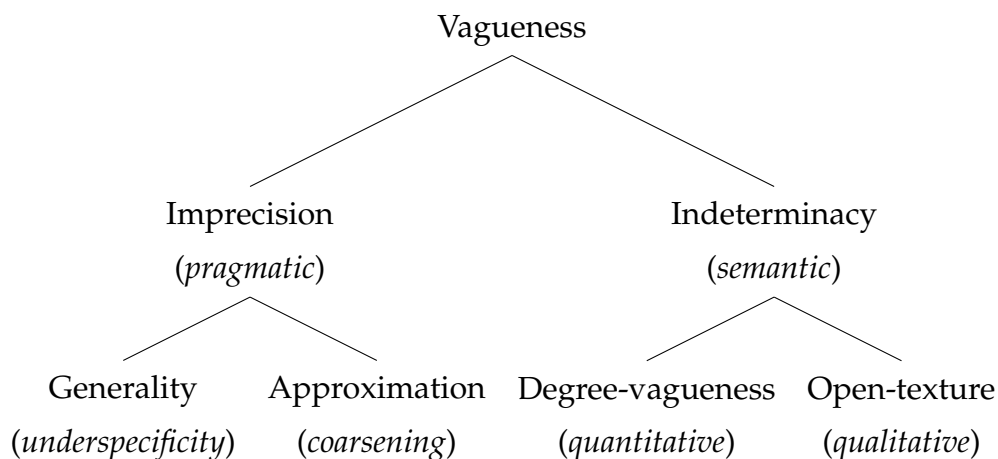 Vagueness
Imprecision Indeterminacy
(pragmatic) (semantic)
Generality Approximation Degree-vagueness Open-texture
(underspecificity) (coarsening) (quantitative) (qualitative)